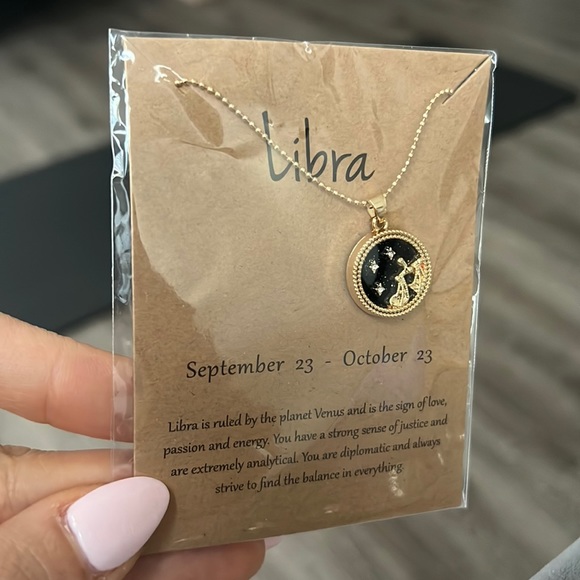 Libra
September 23 - October 23
Libra is ruled by the planet Venus and is the sign of love,
passion and energy. You have a strong sense of justice and
are extremely analytical. You are diplomatic and always
strive to find the balance in everything.